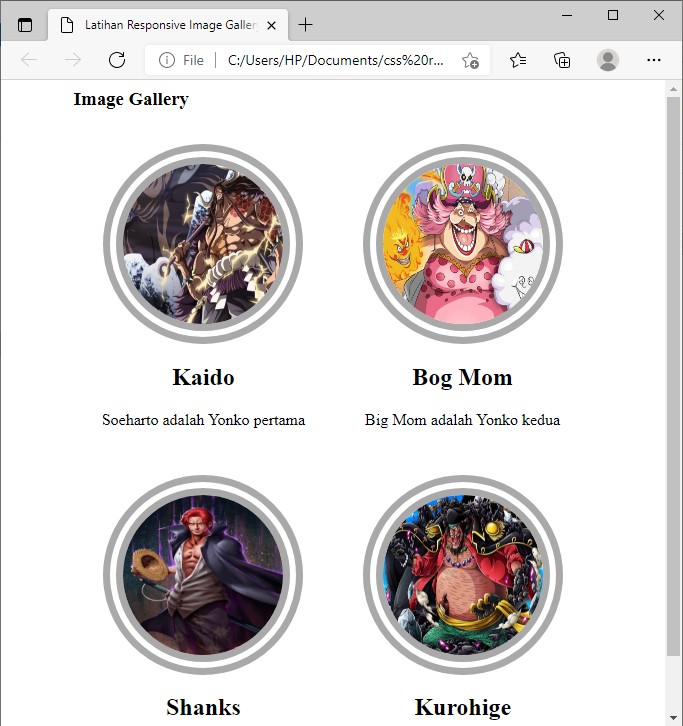 Latihan Responsive Image Gallery
File
C:/Users/HP/Documents/css%20r...
Image Gallery
Kaido
Bog Mom
Soeharto adalah Yonko pertama
Big Mom adalah Yonko kedua
Shanks
Kurohige